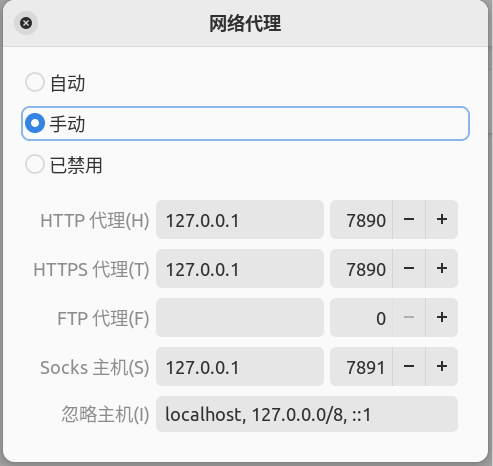 网络代理
自动
手动
已禁用
HTTP 代理(H) 127.0.0.1 7890 − +
HTTPS 代理(T) 127.0.0.1 7890 − +
FTP 代理(F) 0 − +
Socks 主机(S) 127.0.0.1 7891 − +
忽略主机(I) localhost, 127.0.0.0/8, ::1